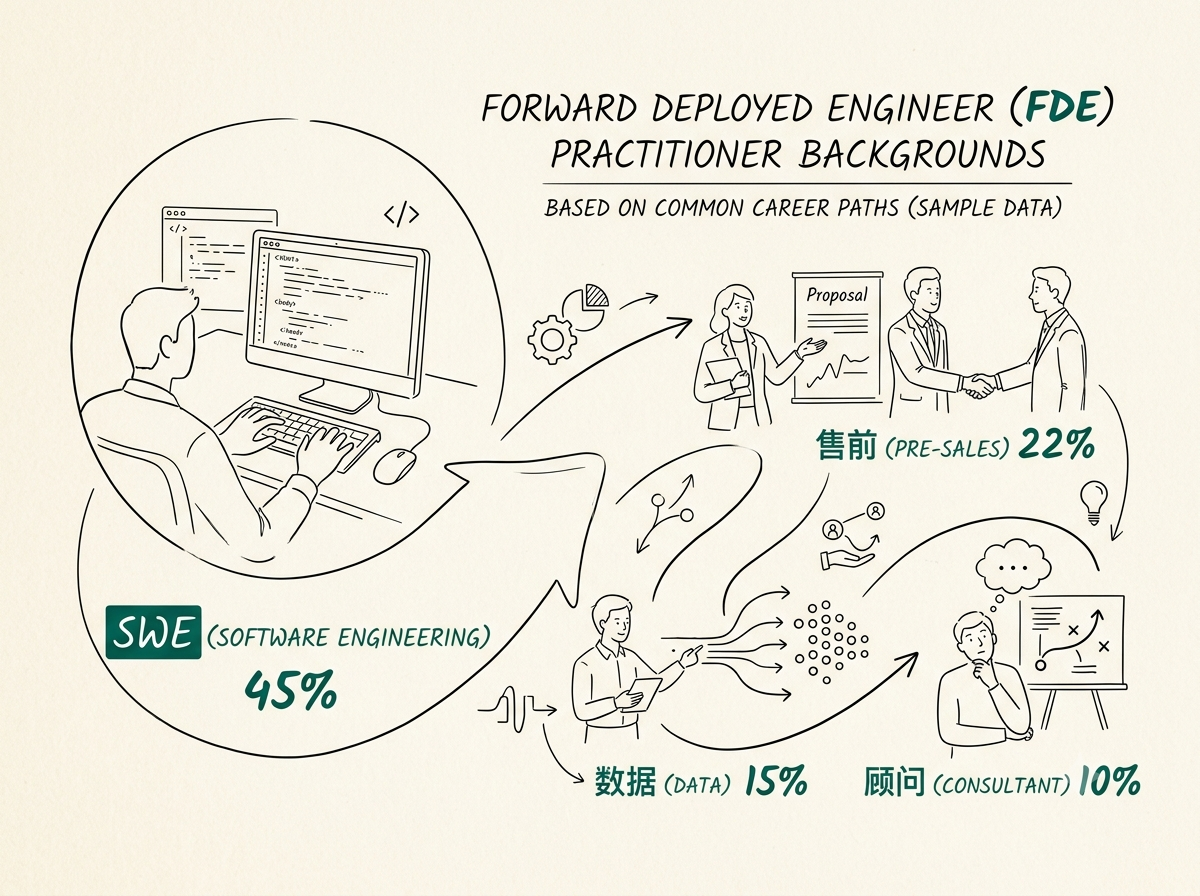 FORWARD DEPLOYED ENGINEER (FDE)
PRACTITIONER BACKGROUNDS
BASED ON COMMON CAREER PATHS (SAMPLE DATA)
</>
</>
<body>
Proposal
售前 (PRE-SALES) 22%
SWE (SOFTWARE ENGINEERING)
45%
数据 (DATA) 15%
顾问 (CONSULTANT) 10%